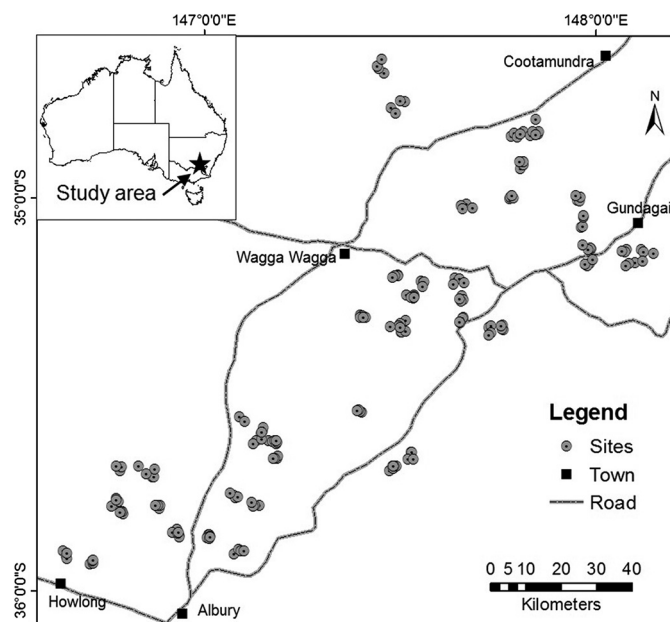 147°0'0"E
148°0'0"E
Cootamundra
N
Study area
35°0'0"S
Gundagai
Wagga Wagga
Legend
Sites
Town
Road
0 5 10 20 30 40
Kilometers
36°0'0"S
Howlong
Albury